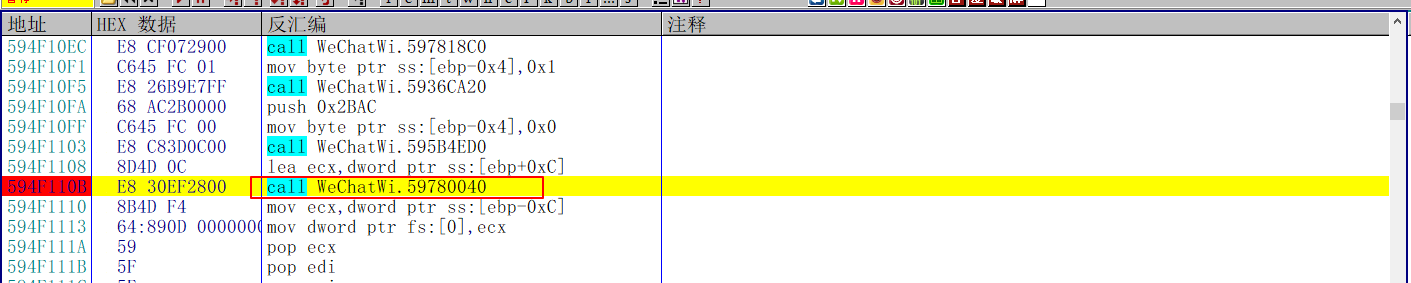 地址 HEX 数据 反汇编 注释
594F10EC E8 CF072900 call WeChatWi.597818C0
594F10F1 C645 FC 01 mov byte ptr ss:[ebp-0x4],0x1
594F10F5 E8 26B9E7FF call WeChatWi.5936CA20
594F10FA 68 AC2B0000 push 0x2BAC
594F10FF C645 FC 00 mov byte ptr ss:[ebp-0x4],0x0
594F1103 E8 C83D0C00 call WeChatWi.595B4ED0
594F1108 8D4D 0C lea ecx,dword ptr ss:[ebp+0xC]
594F110B E8 30EF2800 call WeChatWi.59780040
594F1110 8B4D F4 mov ecx,dword ptr ss:[ebp-0xC]
594F1113 64:890D 0000000 mov dword ptr fs:[0],ecx
594F111A 59 pop ecx
594F111B 5F pop edi